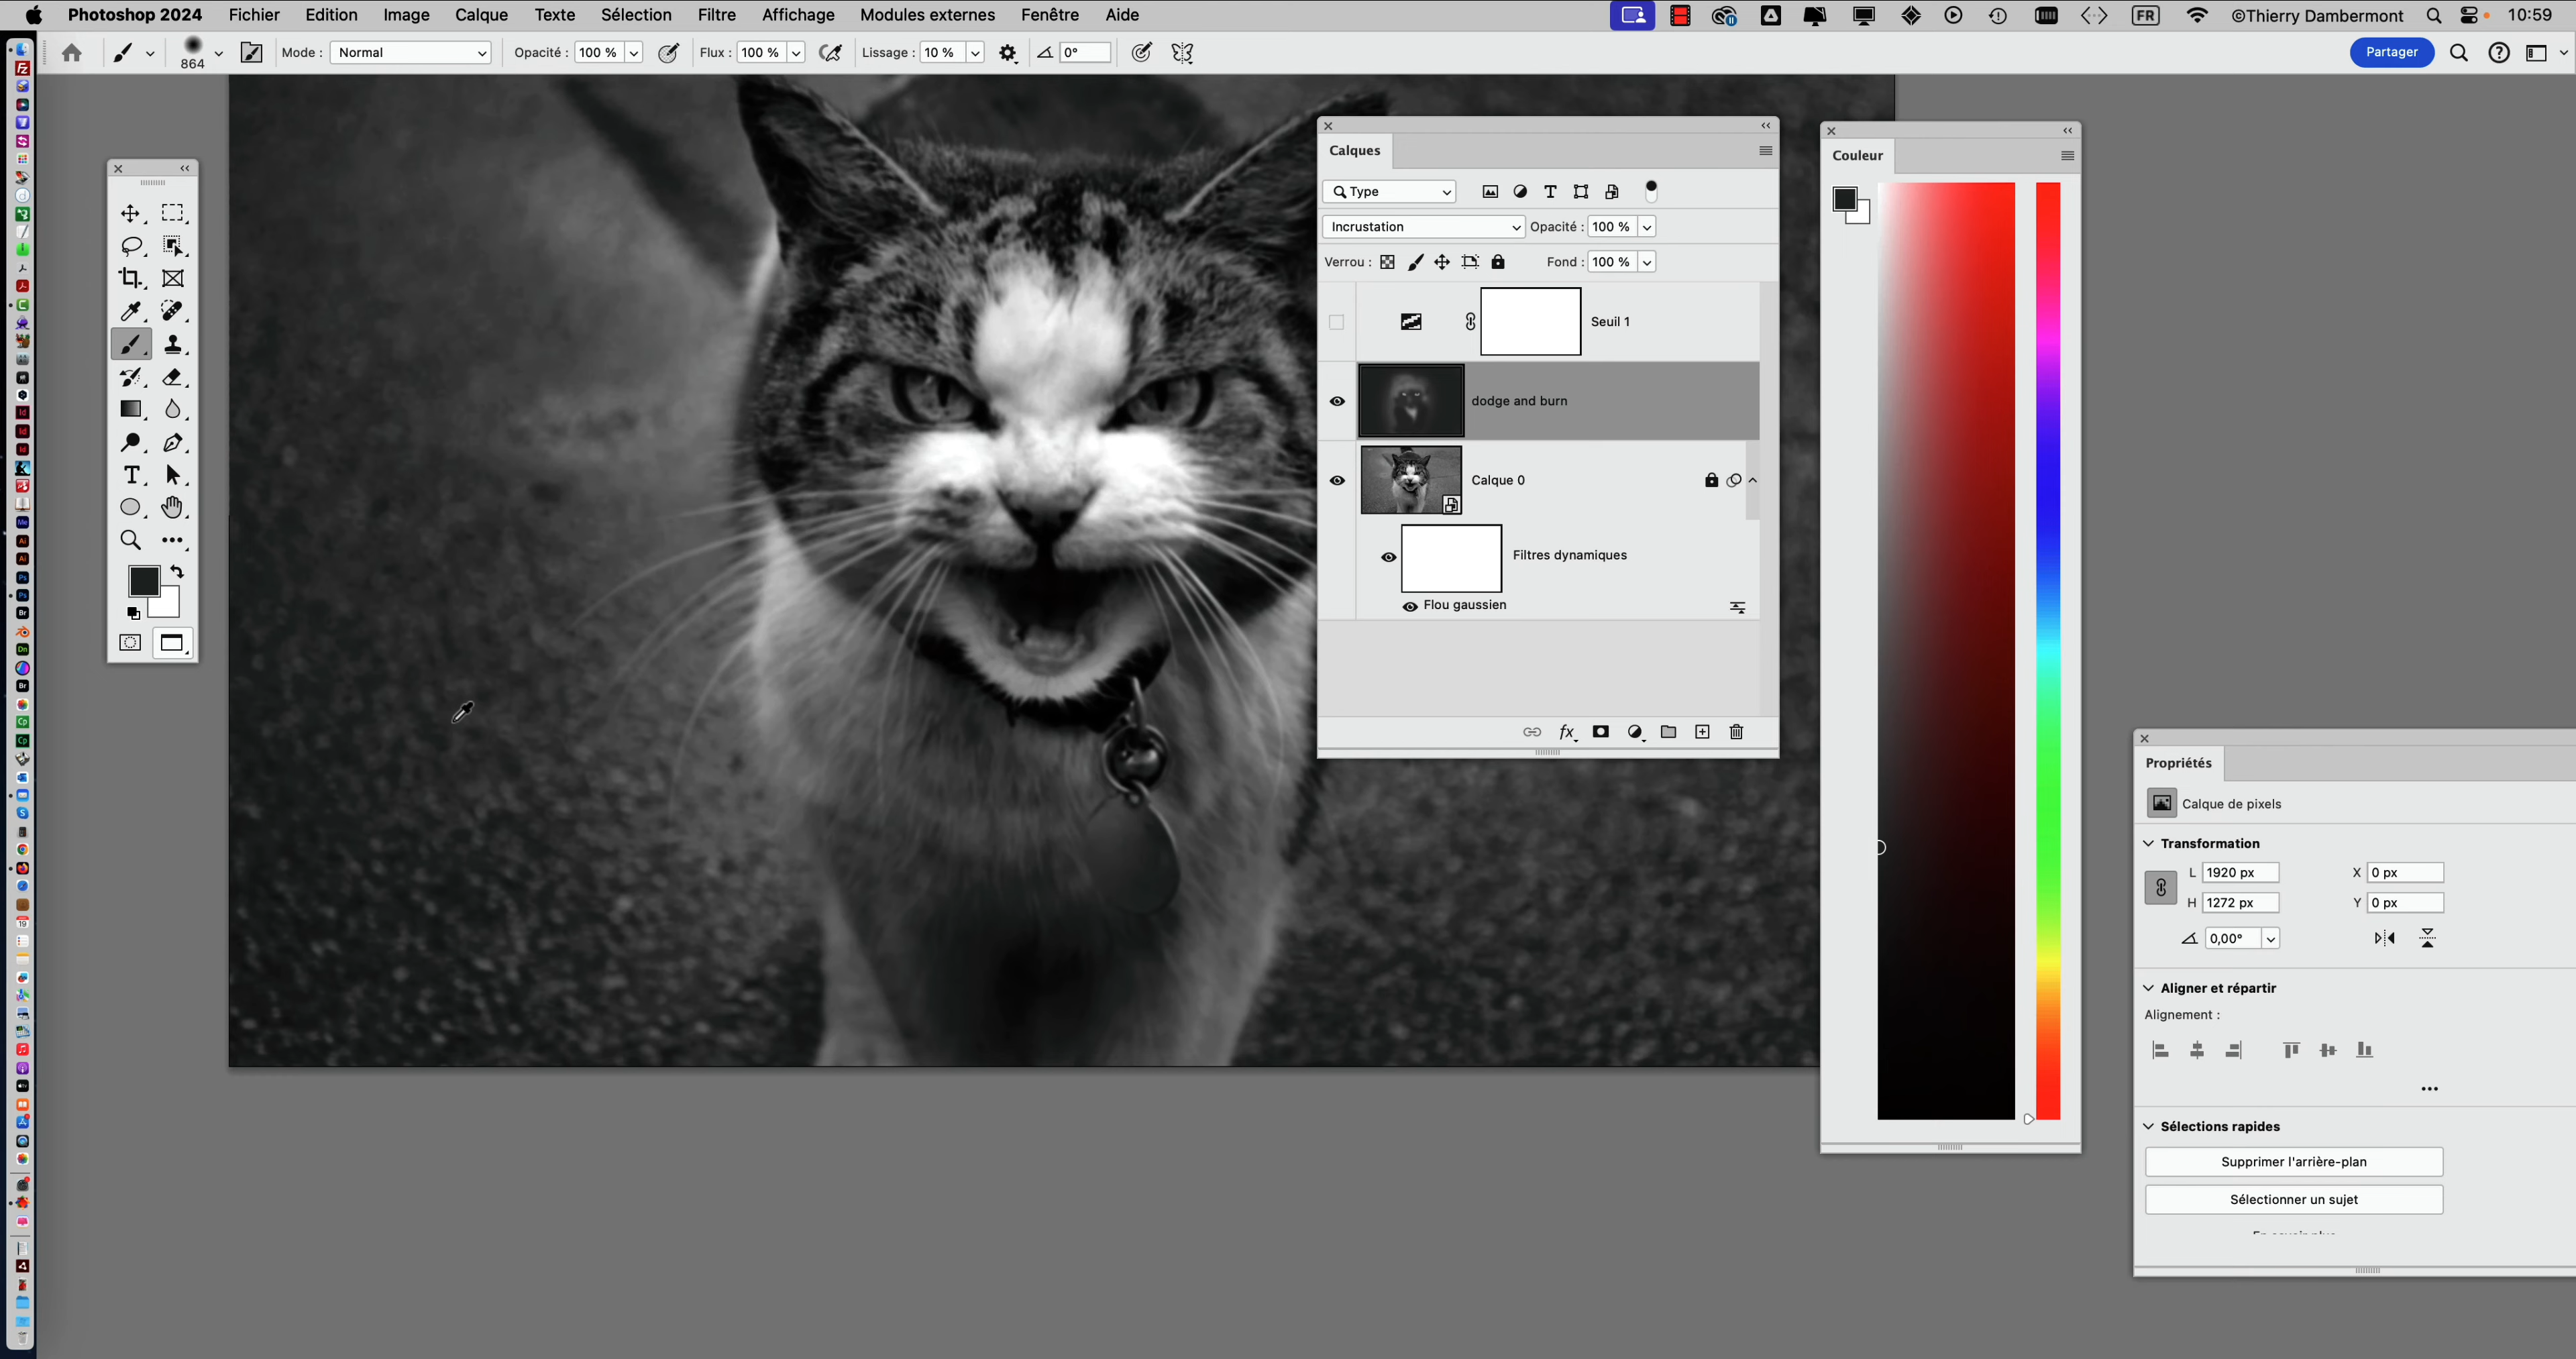 Photoshop 2024 Fichier Edition Image Calque Texte Sélection Filtre Affichage Modules externes Fenêtre Aide FR ©Thierry Dambermont 10:59
864 Mode : Normal Opacité : 100 % Flux : 100 % Lissage : 10 % 0° Partager
Calques
Type
Incrustation Opacité : 100 %
Verrou : Fond : 100 %
Seuil 1
dodge and burn
Calque 0
Filtres dynamiques
Flou gaussien
fx
Couleur
Propriétés
Calque de pixels
Transformation
L 1920 px X 0 px
H 1272 px Y 0 px
0,00°
Aligner et répartir
Alignement :
Sélections rapides
Supprimer l'arrière-plan
Sélectionner un sujet